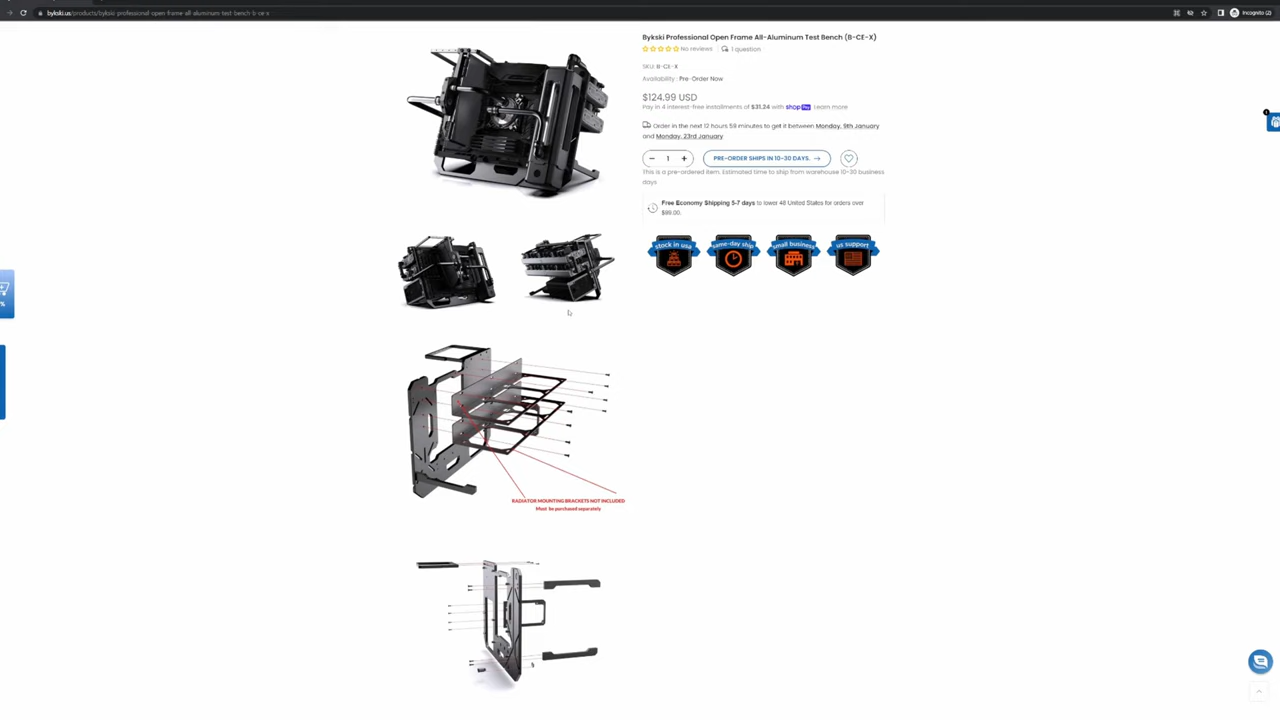 bykski.us/products/bykski-professional-open-frame-all-aluminum-test-bench-b-ce-x
Incognito (2)
Bykski Professional Open Frame All-Aluminum Test Bench (B-CE-X)
No reviews
1 question
SKU: B-CE-X
Availability : Pre-Order Now
$124.99 USD
Pay in 4 interest-free installments of $31.24 with shop Pay Learn more
Order in the next 12 hours 58 minutes to get it between Monday, 9th January
and Monday, 23rd January
− 1 +
PRE-ORDER SHIPS IN 10-30 DAYS. →
This is a pre-ordered item. Estimated time to ship from warehouse 10-30 business
days
Free Economy Shipping 5-7 days to lower 48 United States for orders over
$99.00.
stock in usa
same-day ship
small business
us support
%
RADIATOR MOUNTING BRACKETS NOT INCLUDED
Must be purchased separately